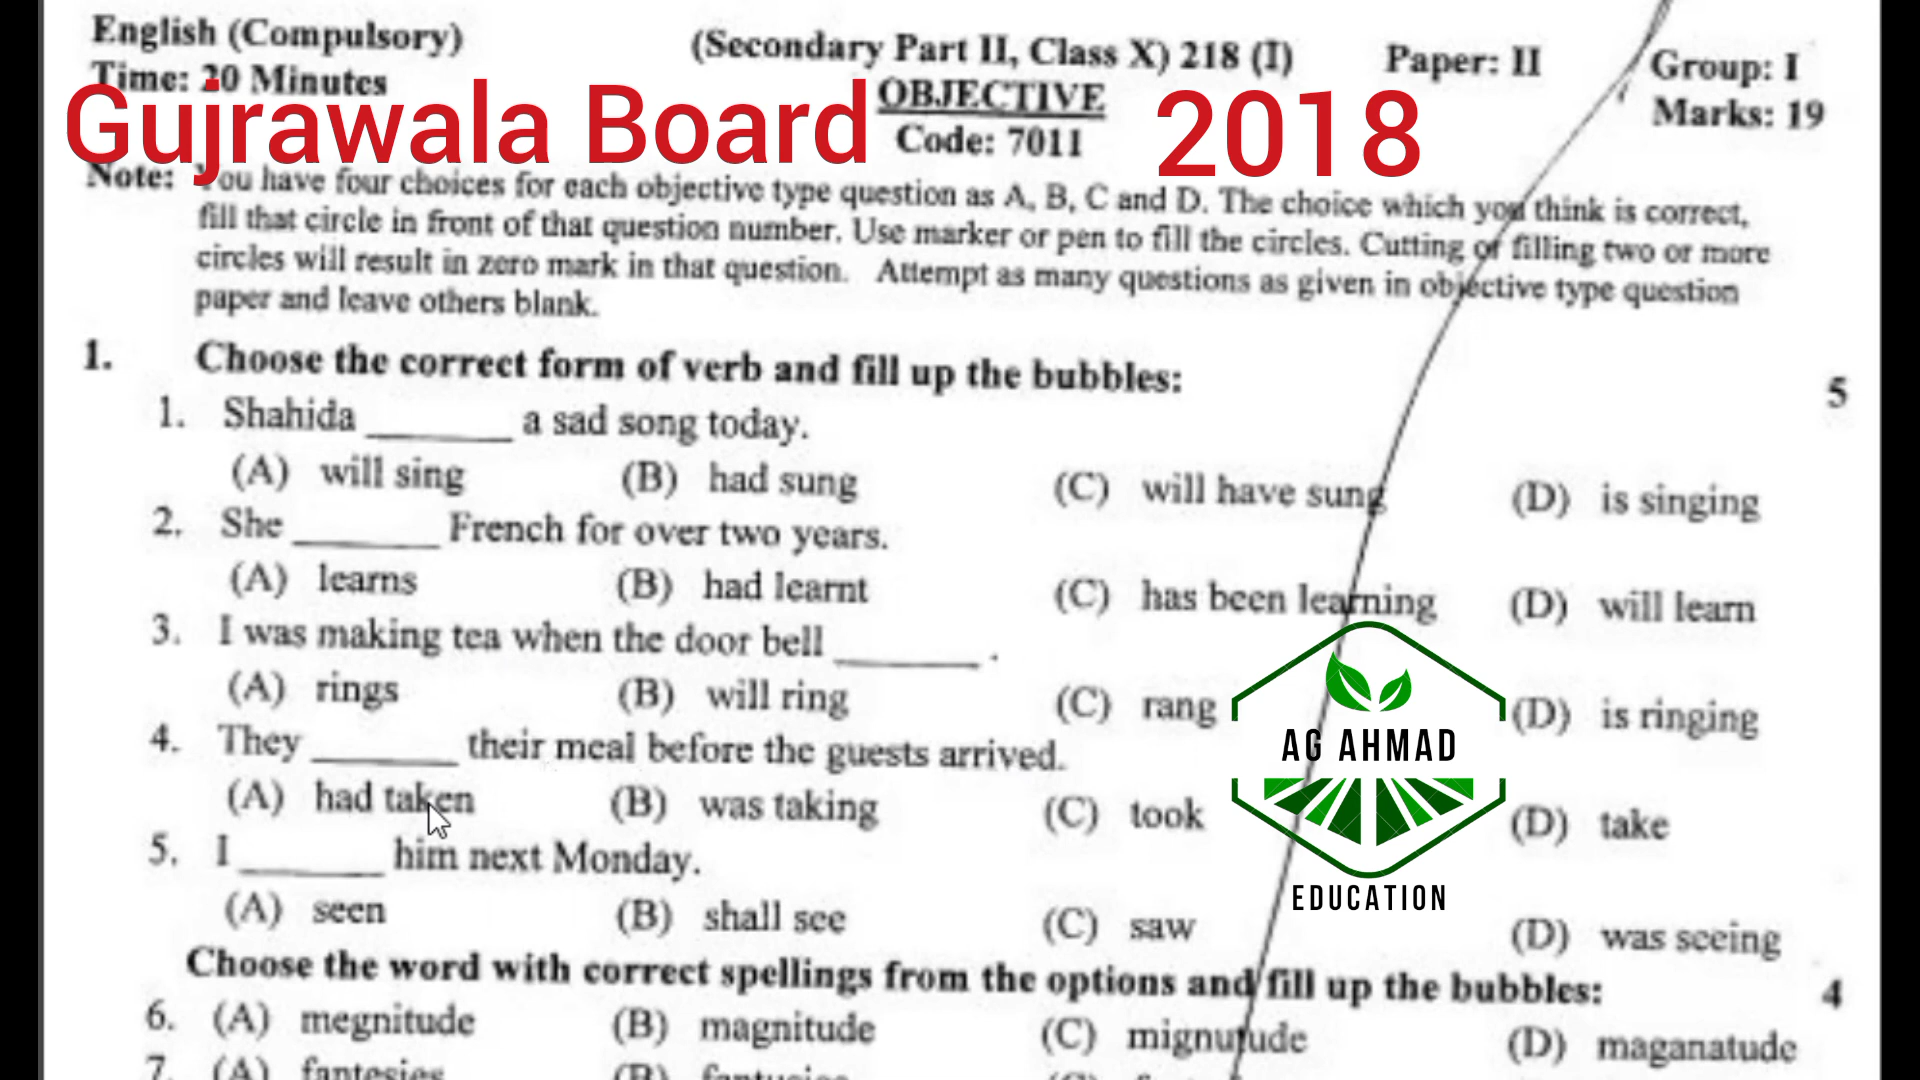 English (Compulsory) (Secondary Part II, Class X) 218 (I) Paper: II Group: I
Time: 20 Minutes OBJECTIVE Marks: 19
Gujrawala Board 2018
Code: 7011
Note: You have four choices for each objective type question as A, B, C and D. The choice which you think is correct,
fill that circle in front of that question number. Use marker or pen to fill the circles. Cutting or filling two or more
circles will result in zero mark in that question. Attempt as many questions as given in objective type question
paper and leave others blank.
1. Choose the correct form of verb and fill up the bubbles: 5
1. Shahida ______ a sad song today.
(A) will sing (B) had sung (C) will have sung (D) is singing
2. She ______ French for over two years.
(A) learns (B) had learnt (C) has been learning (D) will learn
3. I was making tea when the door bell ______ .
(A) rings (B) will ring (C) rang (D) is ringing
4. They ______ their meal before the guests arrived.
(A) had taken (B) was taking (C) took (D) take
5. I ______ him next Monday.
(A) seen (B) shall see (C) saw (D) was seeing
AG AHMAD
EDUCATION
Choose the word with correct spellings from the options and fill up the bubbles: 4
6. (A) megnitude (B) magnitude (C) mignutude (D) maganatude
7. (A) fantesies (B)